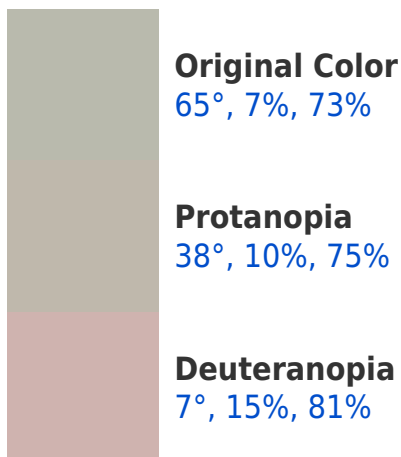 Original Color
65°, 7%, 73%
Protanopia
38°, 10%, 75%
Deuteranopia
7°, 15%, 81%